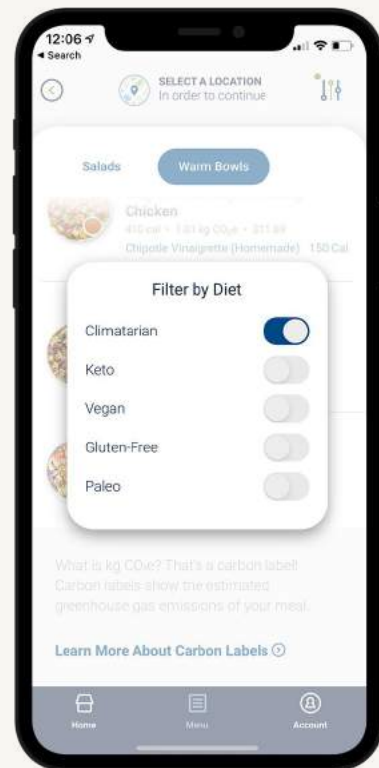 12:06
Search
SELECT A LOCATION
In order to continue
Salads
Warm Bowls
Chicken
Chipotle Vinaigrette (Homemade) 150 Cal
Filter by Diet
Climatarian
Keto
Vegan
Gluten-Free
Paleo
What is kg CO₂e? That's a carbon label!
Carbon labels show the estimated
greenhouse gas emissions of your meal.
Learn More About Carbon Labels
Home
Menu
Account